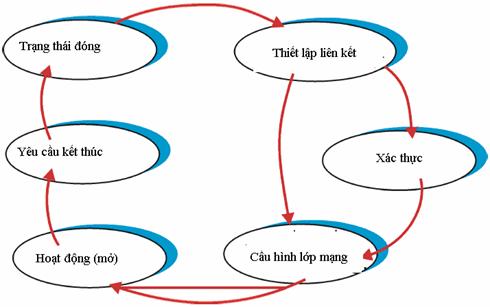 Trạng thái đóng
Thiết lập liên kết
Yêu cầu kết thúc
Xác thực
Hoạt động (mở)
Cấu hình lớp mạng